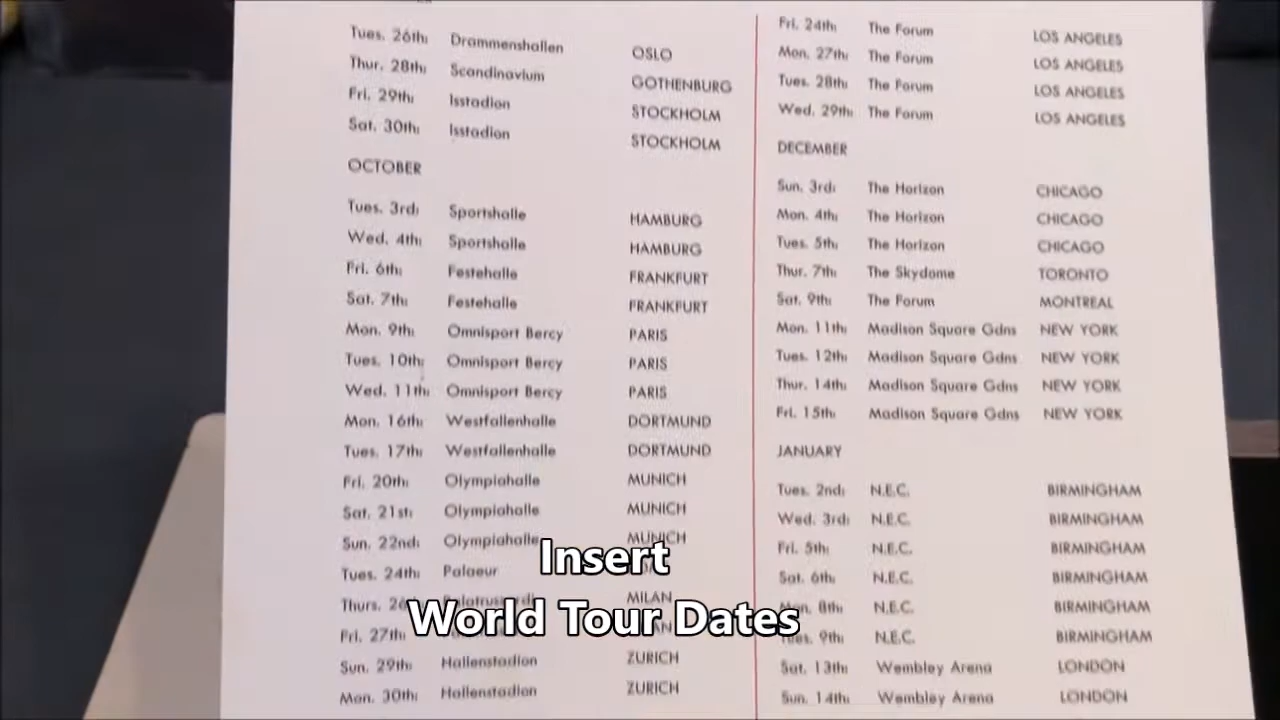 Tues. 26th: Drammenshallen OSLO
Thur. 28th: Scandinavium GOTHENBURG
Fri. 29th: Isstadion STOCKHOLM
Sat. 30th: Isstadion STOCKHOLM
OCTOBER
Tues. 3rd: Sportshalle HAMBURG
Wed. 4th: Sportshalle HAMBURG
Fri. 6th: Festehalle FRANKFURT
Sat. 7th: Festehalle FRANKFURT
Mon. 9th: Omnisport Bercy PARIS
Tues. 10th: Omnisport Bercy PARIS
Wed. 11th: Omnisport Bercy PARIS
Mon. 16th: Westfallenhalle DORTMUND
Tues. 17th: Westfallenhalle DORTMUND
Fri. 20th: Olympiahalle MUNICH
Sat. 21st: Olympiahalle MUNICH
Sun. 22nd: Olympiahalle MUNICH
Tues. 24th: Palaeur
Thurs. MILAN
Fri. 27th:
Sun. 29th: Hallenstadion ZURICH
Mon. 30th: Hallenstadion ZURICH
Fri. 24th: The Forum LOS ANGELES
Mon. 27th: The Forum LOS ANGELES
Tues. 28th: The Forum LOS ANGELES
Wed. 29th: The Forum LOS ANGELES
DECEMBER
Sun. 3rd: The Horizon CHICAGO
Mon. 4th: The Horizon CHICAGO
Tues. 5th: The Horizon CHICAGO
Thur. 7th: The Skydome TORONTO
Sat. 9th: The Forum MONTREAL
Mon. 11th: Madison Square Gdns NEW YORK
Tues. 12th: Madison Square Gdns NEW YORK
Thur. 14th: Madison Square Gdns NEW YORK
Fri. 15th: Madison Square Gdns NEW YORK
JANUARY
Tues. 2nd: N.E.C. BIRMINGHAM
Wed. 3rd: N.E.C. BIRMINGHAM
Fri. 5th: N.E.C. BIRMINGHAM
Sat. 6th: N.E.C. BIRMINGHAM
Mon. 8th: N.E.C. BIRMINGHAM
Tues. 9th: N.E.C. BIRMINGHAM
Sat. 13th: Wembley Arena LONDON
Sun. 14th: Wembley Arena LONDON
Insert
World Tour Dates